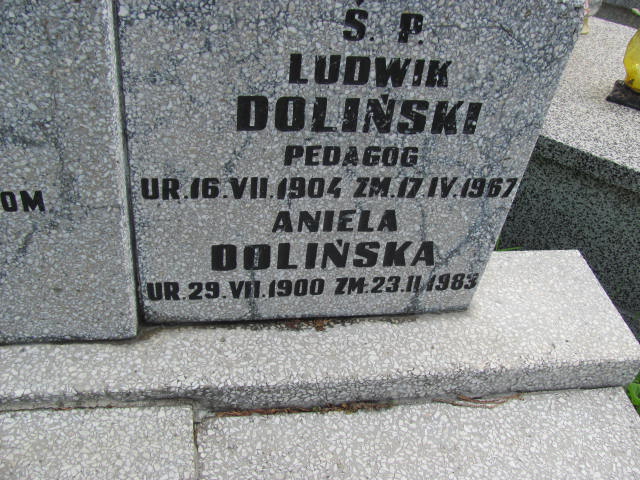 Ś. P.
LUDWIK
DOLIŃSKI
PEDAGOG
UR. 16. VII. 1904 ZM. 17 IV. 1967
ANIELA
DOLIŃSKA
UR. 29. VII. 1900 ZM. 23. II. 1983
OM